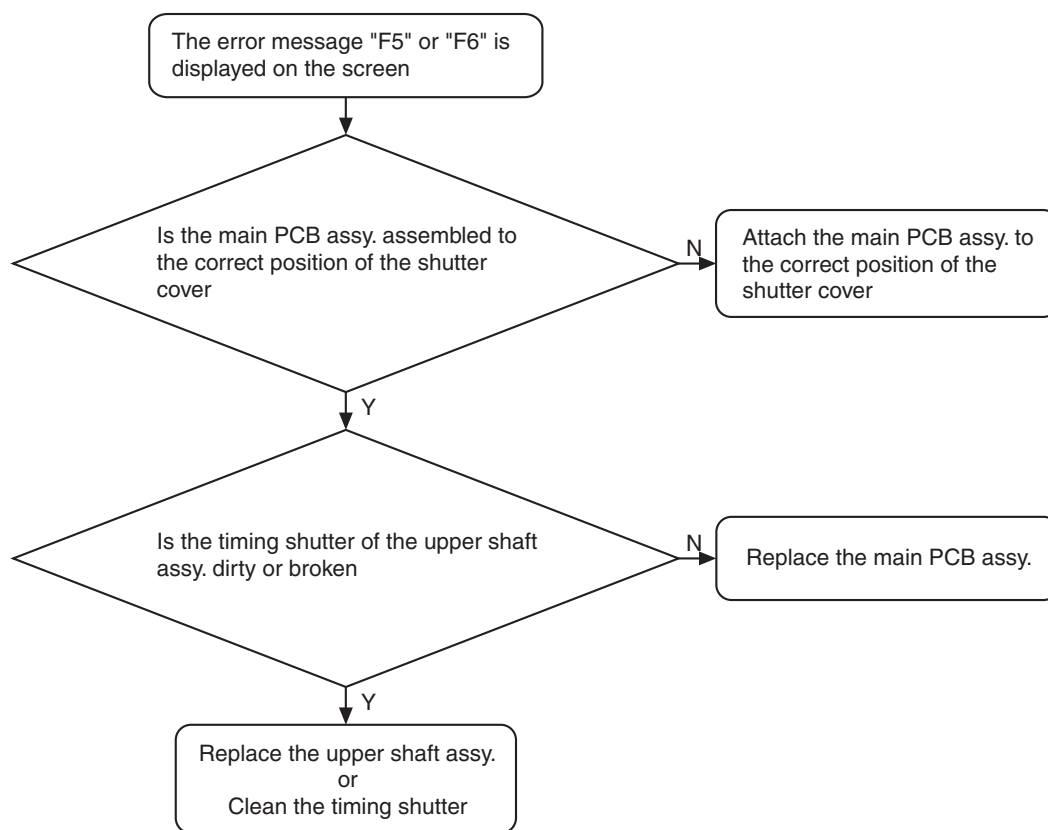 The error message "F5" or "F6" is
displayed on the screen
Is the main PCB assy. assembled to
the correct position of the shutter
cover
N
Attach the main PCB assy. to
the correct position of the
shutter cover
Y
Is the timing shutter of the upper shaft
assy. dirty or broken
N
Replace the main PCB assy.
Y
Replace the upper shaft assy.
or
Clean the timing shutter